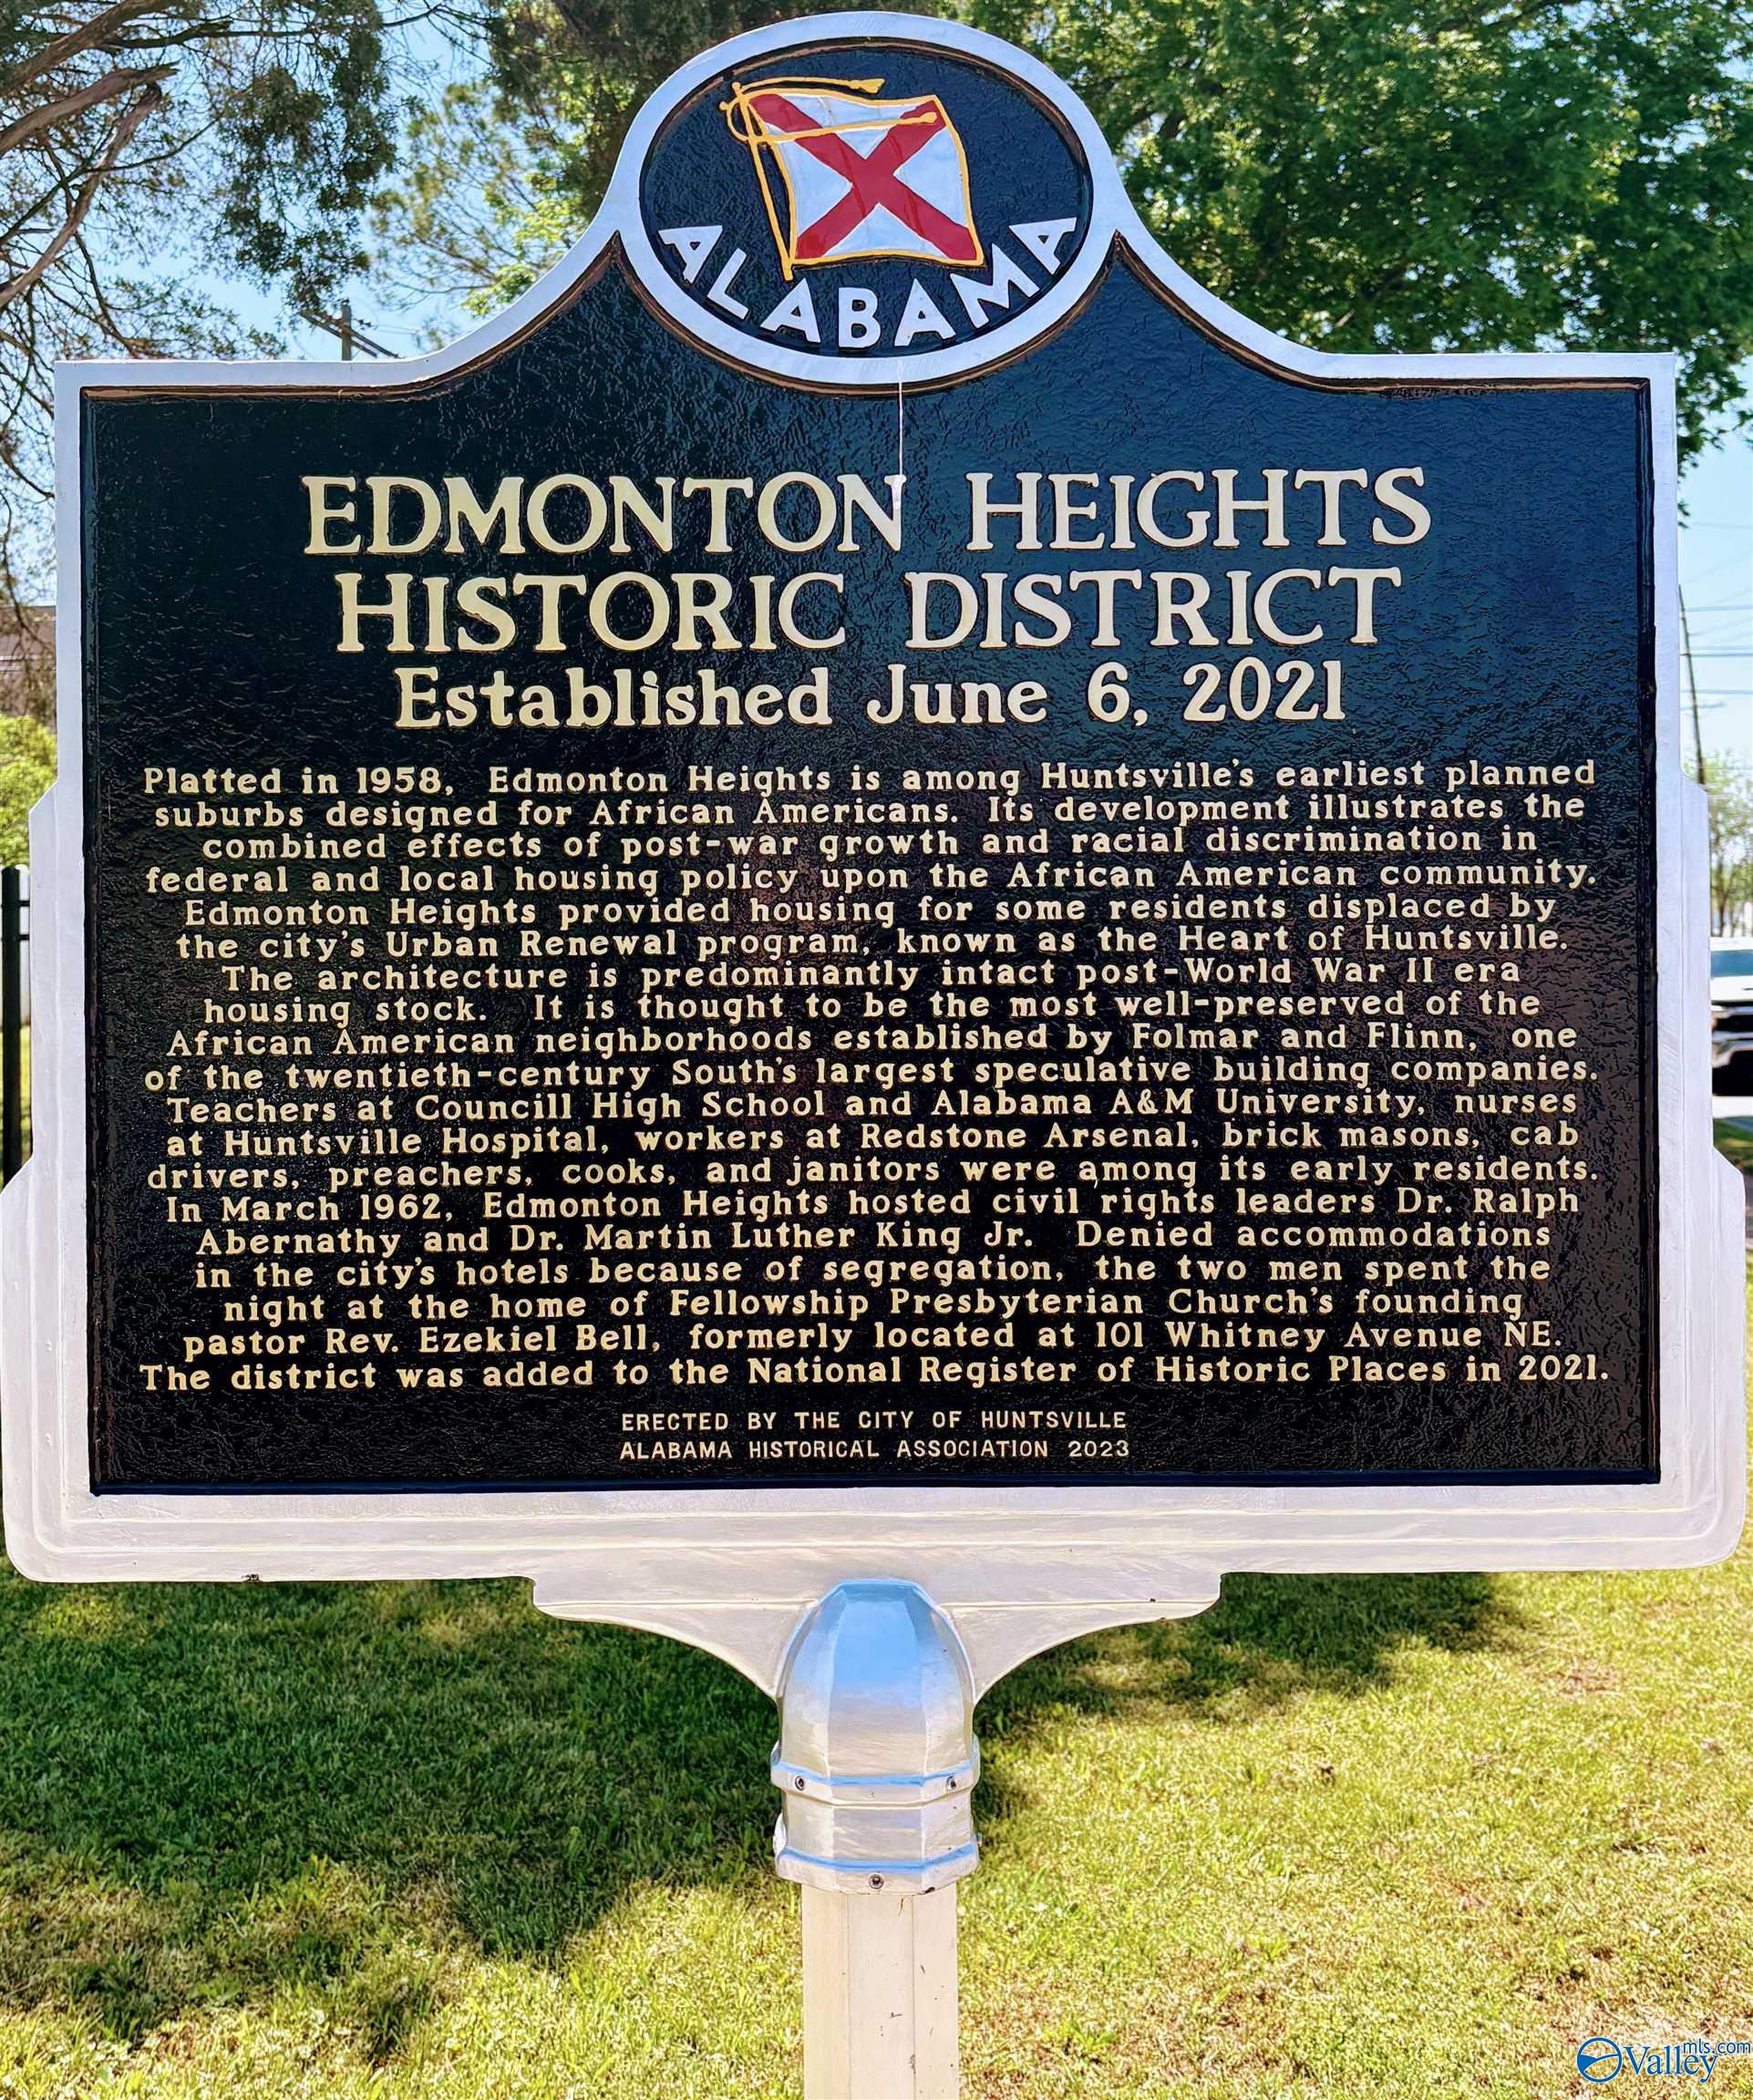 ALABAMA
EDMONTON HEIGHTS
HISTORIC DISTRICT
Established June 6, 2021
Platted in 1958, Edmonton Heights is among Huntsville's earliest planned
suburbs designed for African Americans. Its development illustrates the
combined effects of post-war growth and racial discrimination in
federal and local housing policy upon the African American community.
Edmonton Heights provided housing for some residents displaced by
the city's Urban Renewal program, known as the Heart of Huntsville.
The architecture is predominantly intact post-World War II era
housing stock. It is thought to be the most well-preserved of the
African American neighborhoods established by Folmar and Flinn, one
of the twentieth-century South's largest speculative building companies.
Teachers at Councill High School and Alabama A&M University, nurses
at Huntsville Hospital, workers at Redstone Arsenal, brick masons, cab
drivers, preachers, cooks, and janitors were among its early residents.
In March 1962, Edmonton Heights hosted civil rights leaders Dr. Ralph
Abernathy and Dr. Martin Luther King Jr. Denied accommodations
in the city's hotels because of segregation, the two men spent the
night at the home of Fellowship Presbyterian Church's founding
pastor Rev. Ezekiel Bell, formerly located at 101 Whitney Avenue NE.
The district was added to the National Register of Historic Places in 2021.
ERECTED BY THE CITY OF HUNTSVILLE
ALABAMA HISTORICAL ASSOCIATION 2023
Valleymls.com